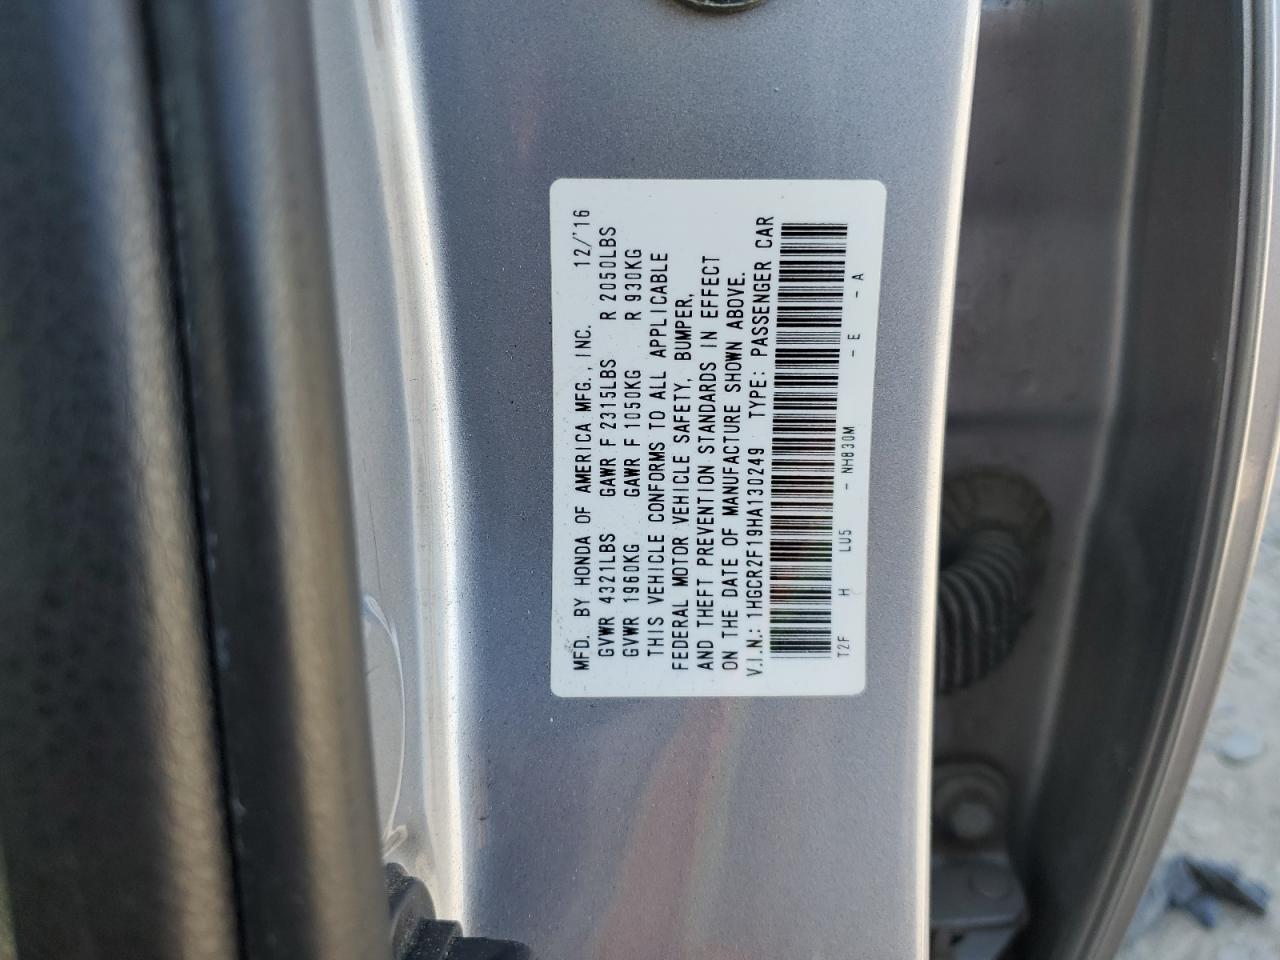 MFD. BY HONDA OF AMERICA MFG., INC. 12/'16
GVWR 4321LBS GAWR F 2315LBS R 2050LBS
GVWR 1960KG GAWR F 1050KG R 930KG
THIS VEHICLE CONFORMS TO ALL APPLICABLE
FEDERAL MOTOR VEHICLE SAFETY, BUMPER,
AND THEFT PREVENTION STANDARDS IN EFFECT
ON THE DATE OF MANUFACTURE SHOWN ABOVE.
V.I.N.: 1HGCR2F19HA130249 TYPE: PASSENGER CAR
T2F H LU5 - NH830M - E - A